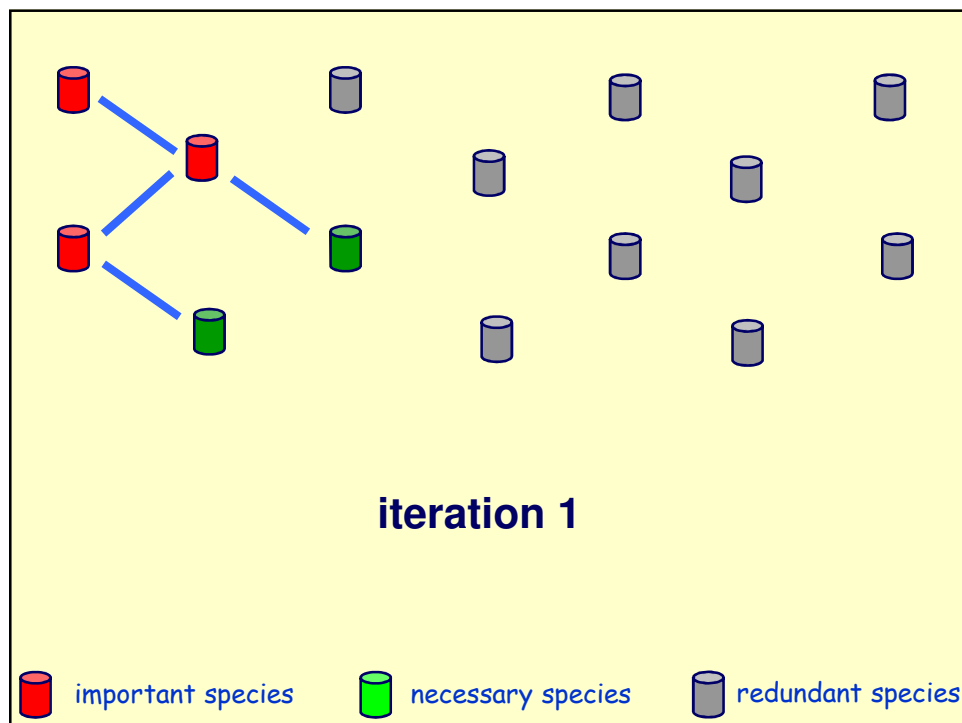 iteration 1
important species
necessary species
redundant species